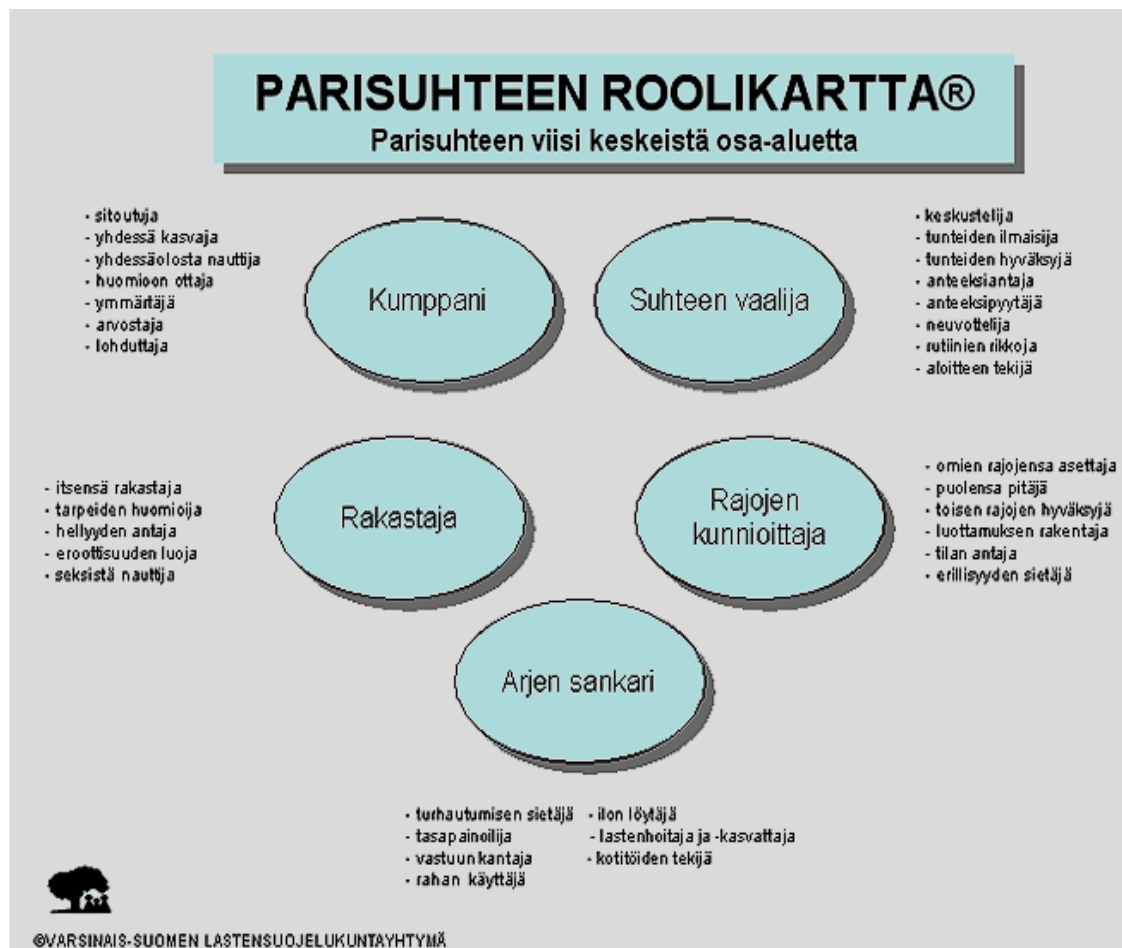 PARISUHTEEN ROOLIKARTTA®
Parisuhteen viisi keskeistä osa-aluetta
- sitoutuja
- yhdessä kasvaja
- yhdessäolosta nauttija
- huomioon ottaja
- ymmärtäjä
- arvostaja
- lohduttaja
Kumppani
Suhteen vaalija
- keskustelija
- tunteiden ilmaisija
- tunteiden hyväksyjä
- anteeksiantaja
- anteeksipyytäjä
- neuvottelija
- rutiinien rikkoja
- aloitteen tekijä
- itsensä rakastaja
- tarpeiden huomioija
- hellyyden antaja
- eroottisuuden luoja
- seksistä nauttija
Rakastaja
Rajojen
kunnioittaja
- omien rajojensa asettaja
- puolensa pitäjä
- toisen rajojen hyväksyjä
- luottamuksen rakentaja
- tilan antaja
- erillisyyden sietäjä
Arjen sankari
- turhautumisen sietäjä
- tasapainoilija
- vastuunkantaja
- rahan käyttäjä
- ilon löytäjä
- lastenhoitaja ja -kasvattaja
- kotitöiden tekijä
©VARSINAIS-SUOMEN LASTENSUOJELUKUNTAYHTYMÄ